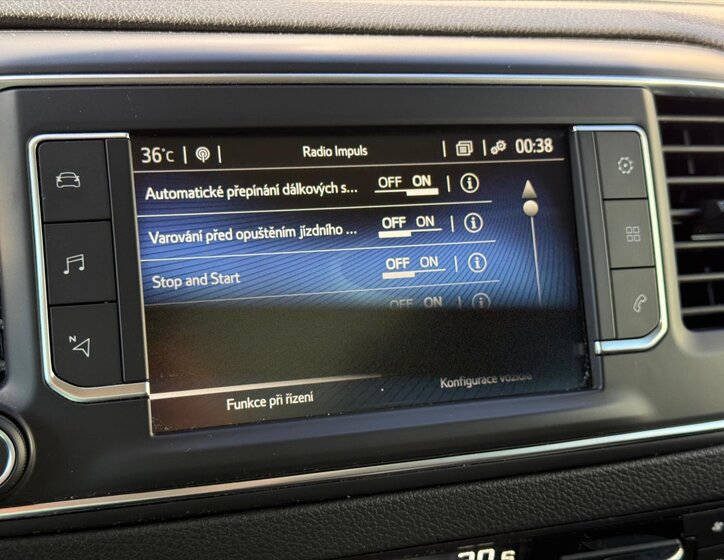 36°c Radio Impuls 00:38
Automatické přepínání dálkových s... OFF ON
Varování před opuštěním jízdního ... OFF ON
Stop and Start OFF ON
OFF ON
Funkce při řízení Konfigurace vozidla
N